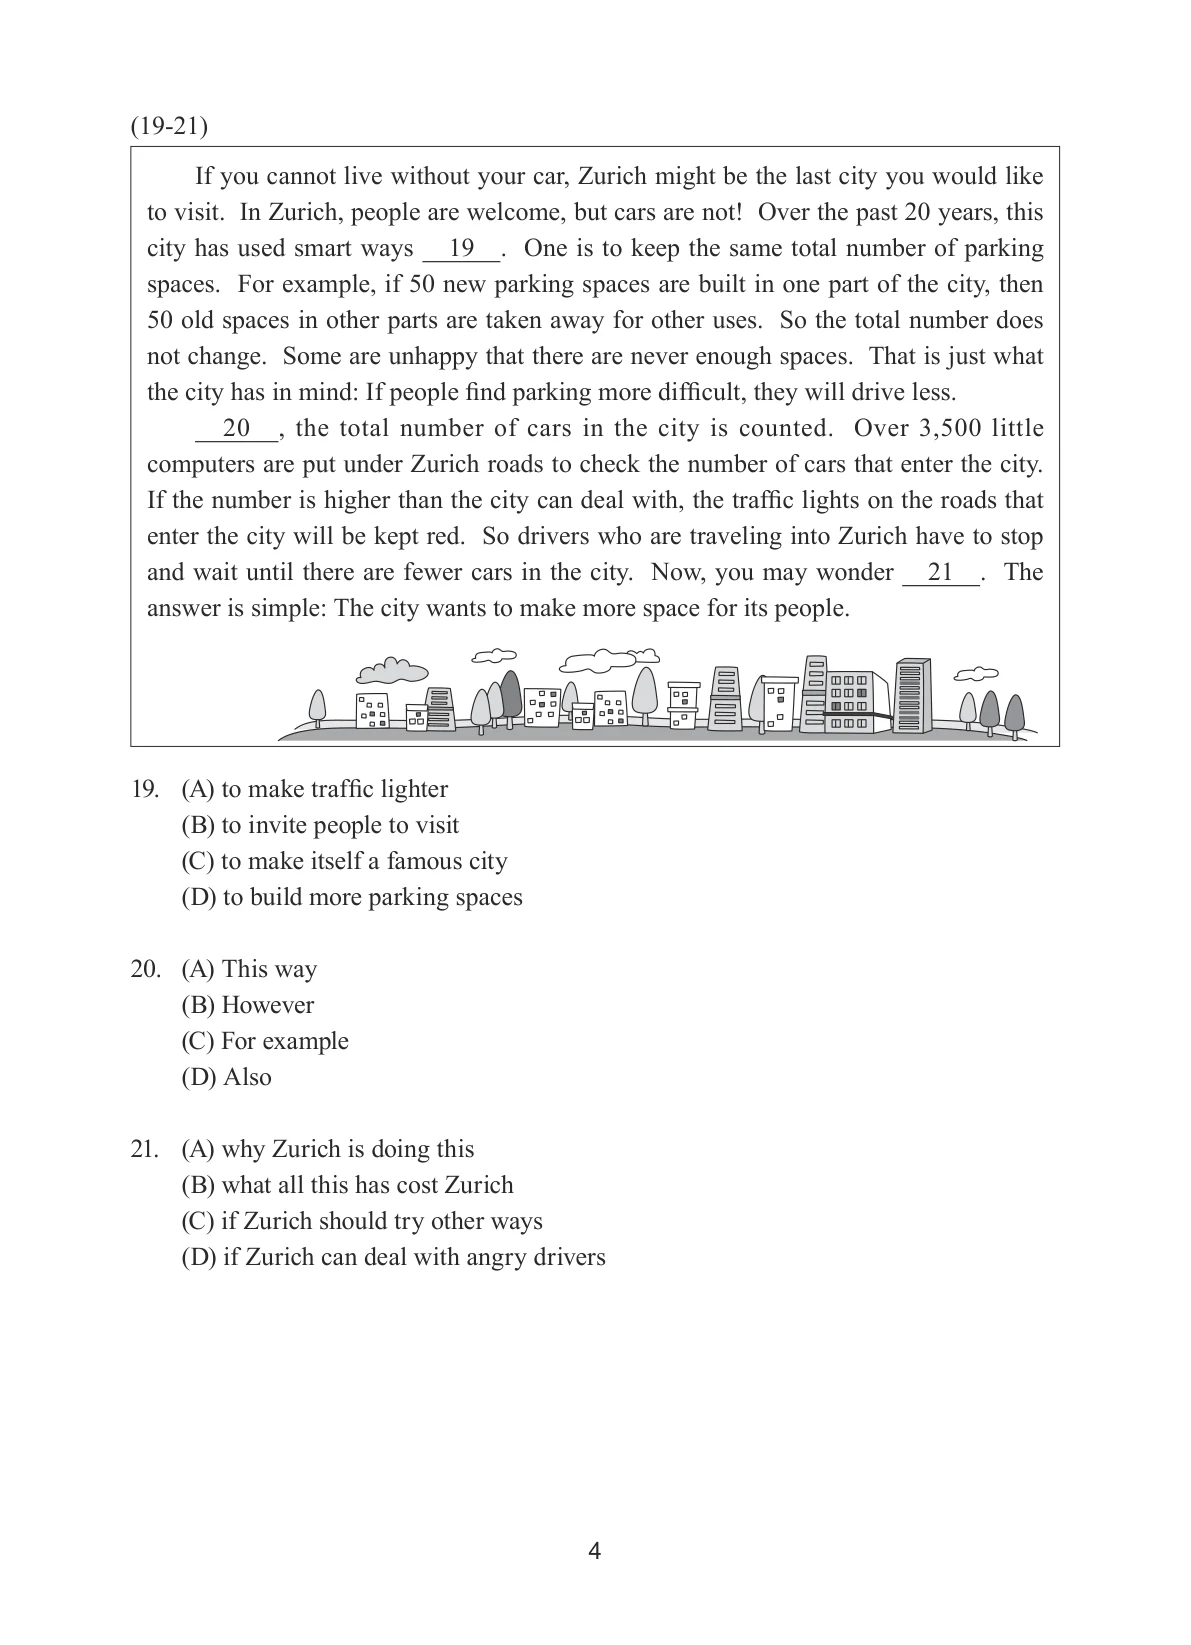 (19-21)
If you cannot live without your car, Zurich might be the last city you would like
to visit. In Zurich, people are welcome, but cars are not! Over the past 20 years, this
city has used smart ways 19 . One is to keep the same total number of parking
spaces. For example, if 50 new parking spaces are built in one part of the city, then
50 old spaces in other parts are taken away for other uses. So the total number does
not change. Some are unhappy that there are never enough spaces. That is just what
the city has in mind: If people find parking more difficult, they will drive less.
20 , the total number of cars in the city is counted. Over 3,500 little
computers are put under Zurich roads to check the number of cars that enter the city.
If the number is higher than the city can deal with, the traffic lights on the roads that
enter the city will be kept red. So drivers who are traveling into Zurich have to stop
and wait until there are fewer cars in the city. Now, you may wonder 21 . The
answer is simple: The city wants to make more space for its people.
19. (A) to make traffic lighter
(B) to invite people to visit
(C) to make itself a famous city
(D) to build more parking spaces
20. (A) This way
(B) However
(C) For example
(D) Also
21. (A) why Zurich is doing this
(B) what all this has cost Zurich
(C) if Zurich should try other ways
(D) if Zurich can deal with angry drivers
4